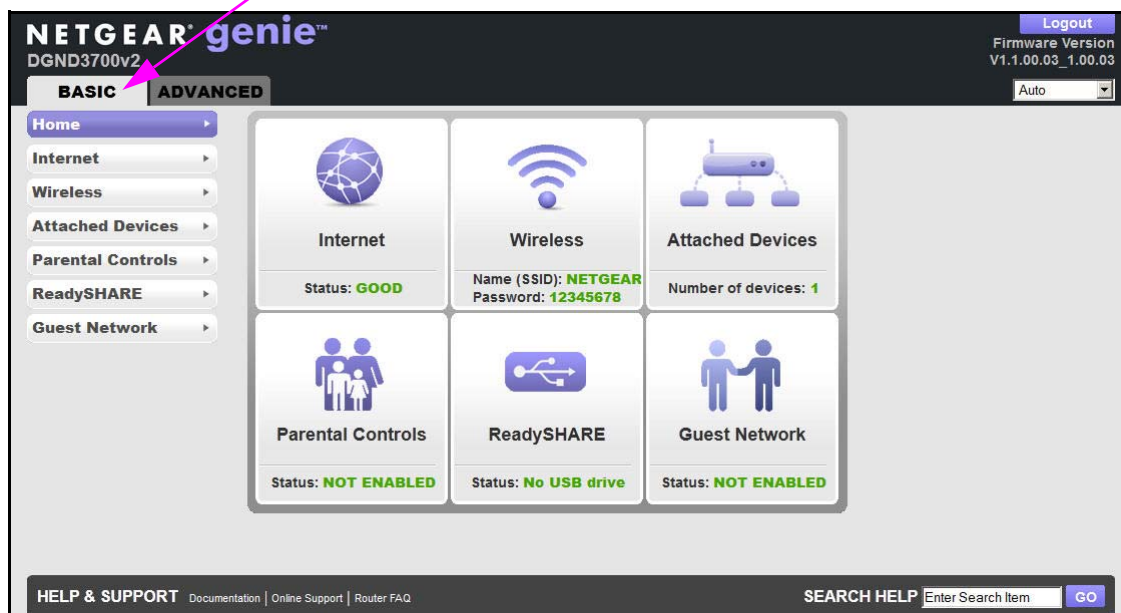 NETGEAR® genie™
DGND3700v2
Logout
Firmware Version
V1.1.00.03_1.00.03
BASIC
ADVANCED
Auto
Home
Internet
Wireless
Attached Devices
Parental Controls
ReadySHARE
Guest Network
Internet
Status: GOOD
Wireless
Name (SSID): NETGEAR
Password: 12345678
Attached Devices
Number of devices: 1
Parental Controls
Status: NOT ENABLED
ReadySHARE
Status: No USB drive
Guest Network
Status: NOT ENABLED
HELP & SUPPORT Documentation | Online Support | Router FAQ
SEARCH HELP Enter Search Item GO